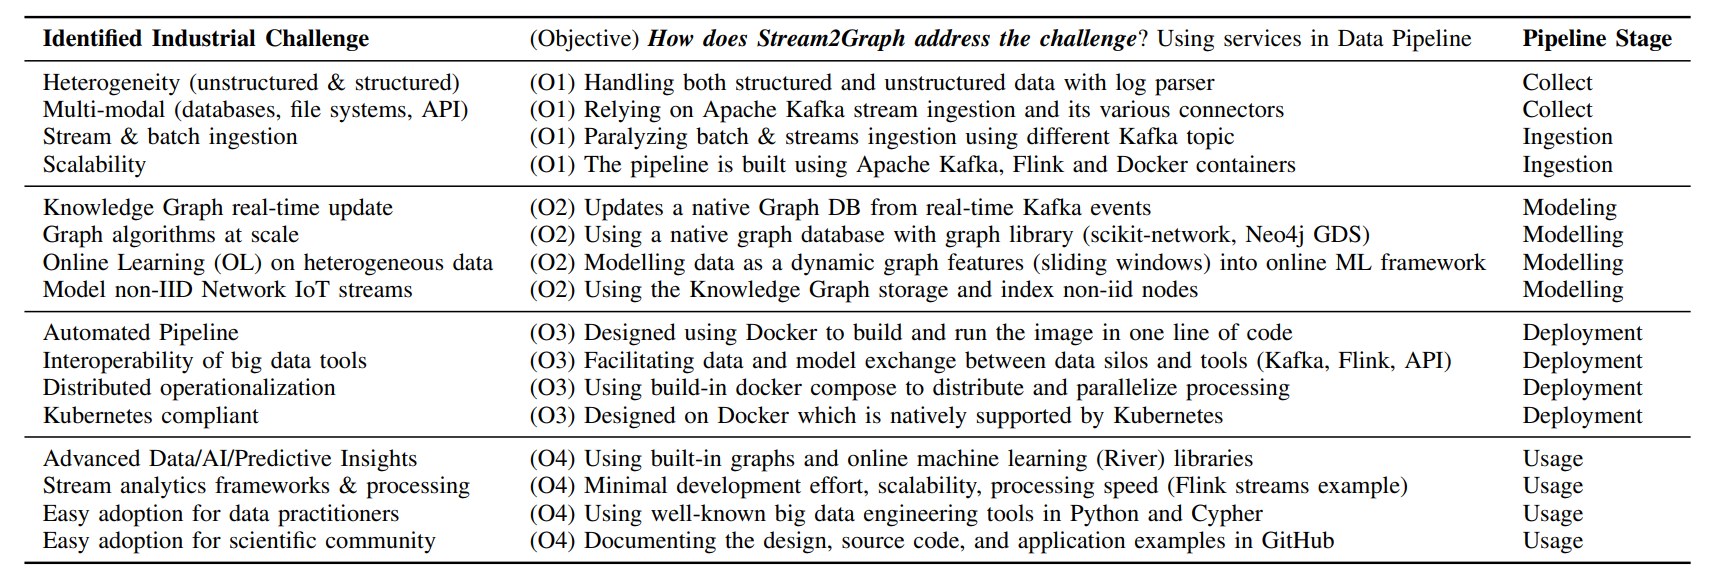 Identified Industrial Challenge (Objective) How does Stream2Graph address the challenge? Using services in Data Pipeline Pipeline Stage
Heterogeneity (unstructured & structured) (O1) Handling both structured and unstructured data with log parser Collect
Multi-modal (databases, file systems, API) (O1) Relying on Apache Kafka stream ingestion and its various connectors Collect
Stream & batch ingestion (O1) Paralyzing batch & streams ingestion using different Kafka topic Ingestion
Scalability (O1) The pipeline is built using Apache Kafka, Flink and Docker containers Ingestion
Knowledge Graph real-time update (O2) Updates a native Graph DB from real-time Kafka events Modeling
Graph algorithms at scale (O2) Using a native graph database with graph library (scikit-network, Neo4j GDS) Modelling
Online Learning (OL) on heterogeneous data (O2) Modelling data as a dynamic graph features (sliding windows) into online ML framework Modelling
Model non-IID Network IoT streams (O2) Using the Knowledge Graph storage and index non-iid nodes Modelling
Automated Pipeline (O3) Designed using Docker to build and run the image in one line of code Deployment
Interoperability of big data tools (O3) Facilitating data and model exchange between data silos and tools (Kafka, Flink, API) Deployment
Distributed operationalization (O3) Using build-in docker compose to distribute and parallelize processing Deployment
Kubernetes compliant (O3) Designed on Docker which is natively supported by Kubernetes Deployment
Advanced Data/AI/Predictive Insights (O4) Using built-in graphs and online machine learning (River) libraries Usage
Stream analytics frameworks & processing (O4) Minimal development effort, scalability, processing speed (Flink streams example) Usage
Easy adoption for data practitioners (O4) Using well-known big data engineering tools in Python and Cypher Usage
Easy adoption for scientific community (O4) Documenting the design, source code, and application examples in GitHub Usage